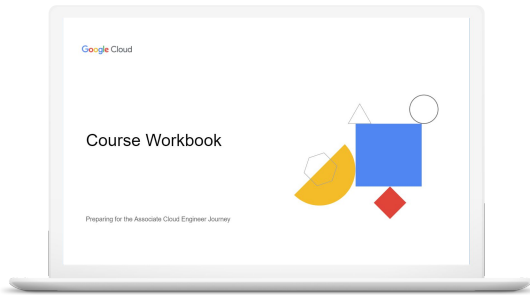 Google Cloud
Course Workbook
Preparing for the Associate Cloud Engineer Journey